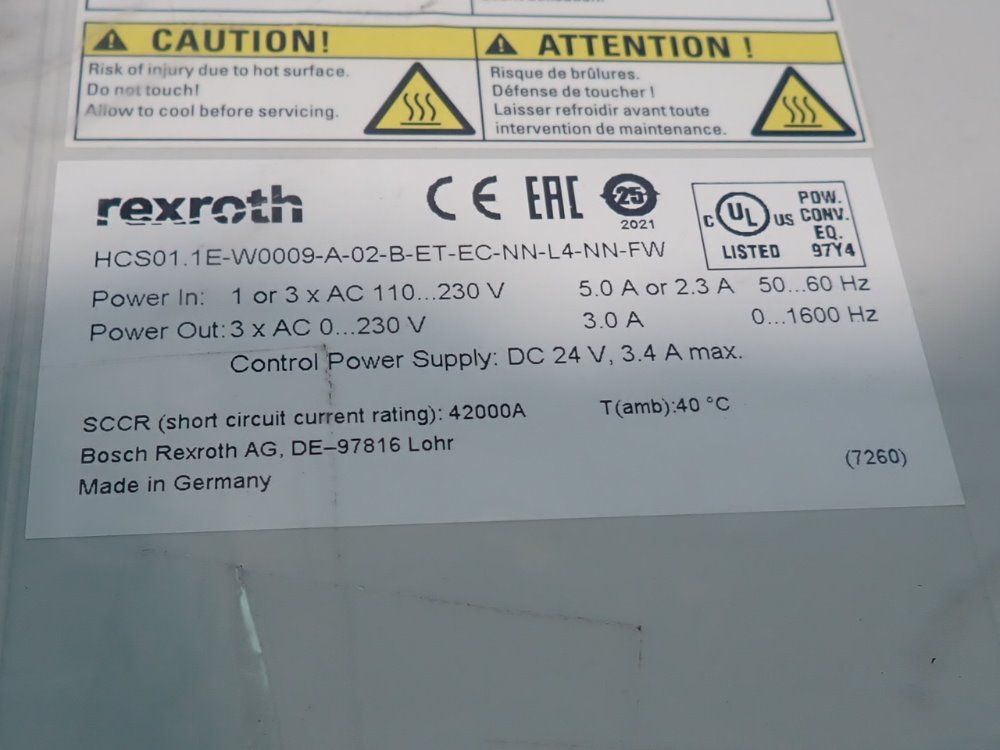 CAUTION!
Risk of injury due to hot surface.
Do not touch!
Allow to cool before servicing.
ATTENTION !
Risque de brûlures.
Défense de toucher !
Laisser refroidir avant toute
intervention de maintenance.
rexroth
CE EAC 25
2021
C UL US LISTED
POW.
CONV.
EQ.
97Y4
HCS01.1E-W0009-A-02-B-ET-EC-NN-L4-NN-FW
Power In: 1 or 3 x AC 110...230 V 5.0 A or 2.3 A 50...60 Hz
Power Out: 3 x AC 0...230 V 3.0 A 0...1600 Hz
Control Power Supply: DC 24 V, 3.4 A max.
SCCR (short circuit current rating): 42000A T(amb):40 °C
Bosch Rexroth AG, DE–97816 Lohr
Made in Germany
(7260)